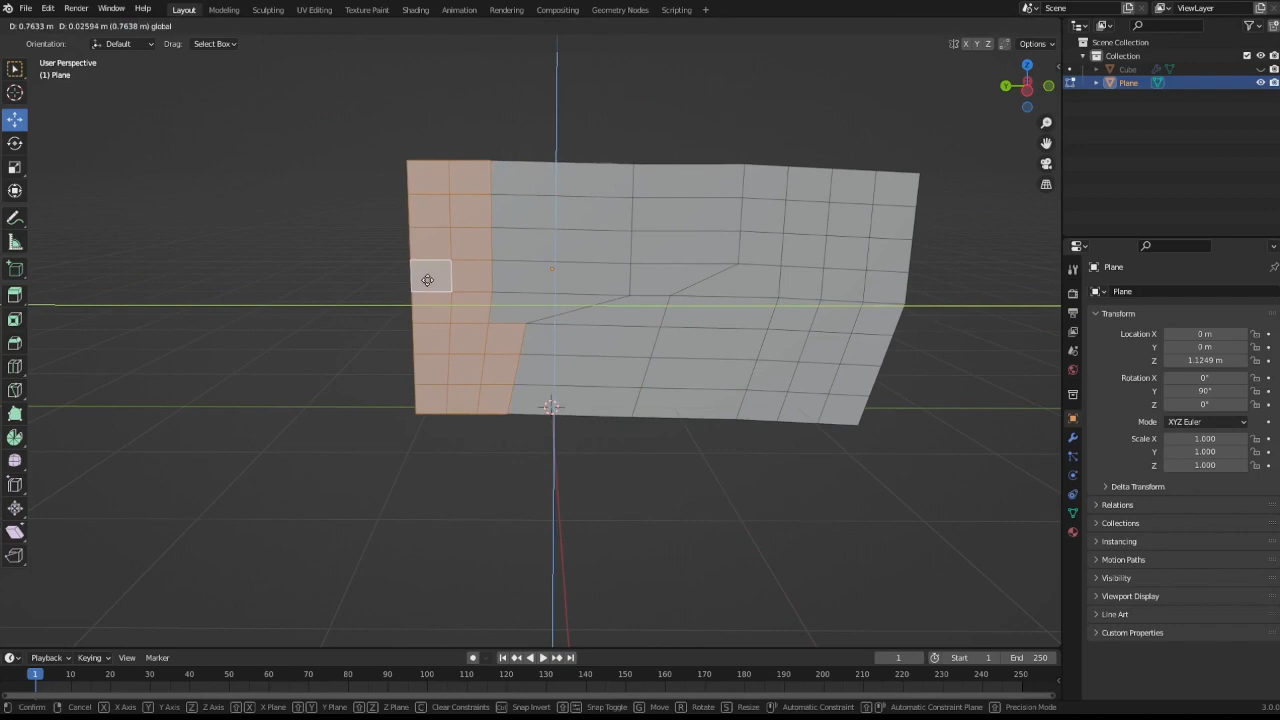 File Edit Render Window Help Layout Modeling Sculpting UV Editing Texture Paint Shading Animation Rendering Compositing Geometry Nodes Scripting + Scene ViewLayer
D: 0.7633 m D: 0.02594 m (0.7638 m) global
Orientation: Default Drag: Select Box X Y Z Options
Scene Collection
Collection
Cube
Plane
User Perspective
(1) Plane
Z
Y
Plane
Plane
Transform
Location X 0 m
Y 0 m
Z 1.1249 m
Rotation X 0°
Y 90°
Z 0°
Mode XYZ Euler
Scale X 1.000
Y 1.000
Z 1.000
Delta Transform
Relations
Collections
Instancing
Motion Paths
Visibility
Viewport Display
Line Art
Custom Properties
Playback Keying View Marker 1 Start 1 End 250
1 10 20 30 40 50 60 70 80 90 100 110 120 130 140 150 160 170 180 190 200 210 220 230 240 250
Confirm Cancel X X Axis Y Y Axis Z Z Axis X X Plane Y Y Plane Z Z Plane C Clear Constraints Snap Invert Snap Toggle G Move R Rotate S Resize Automatic Constraint Automatic Constraint Plane Precision Mode 3.0.0